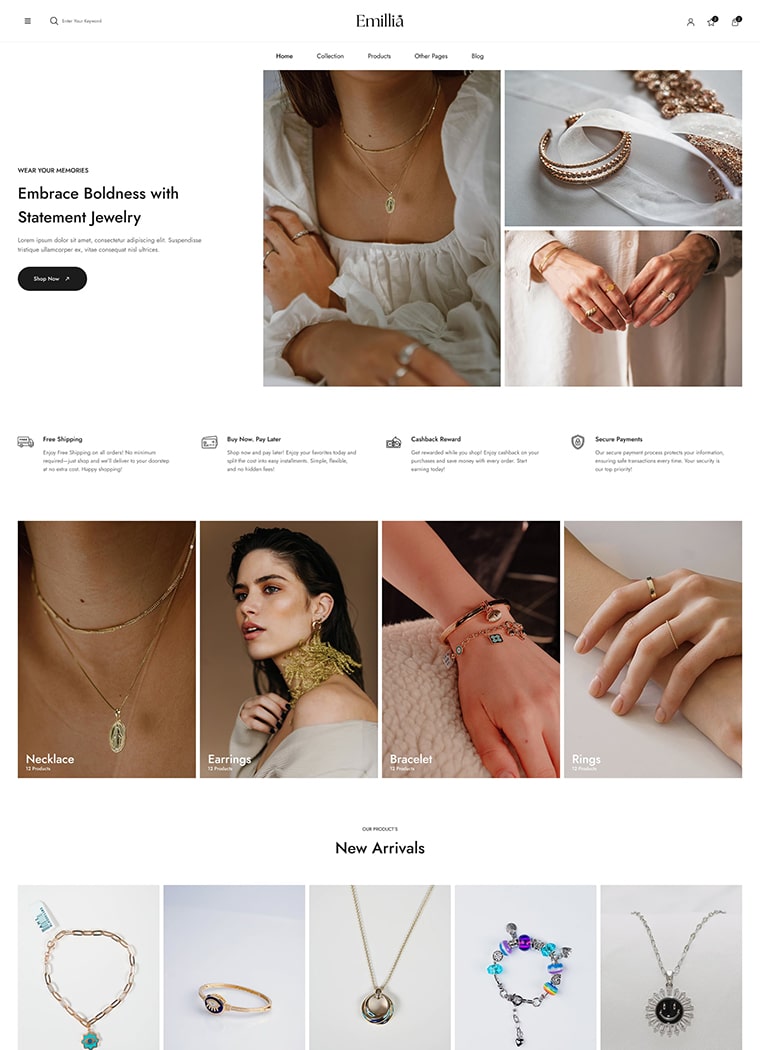 Enter Your Keyword
Emilliá
Home Collection Products Other Pages Blog
WEAR YOUR MEMORIES
Embrace Boldness with
Statement Jewelry
Lorem ipsum dolor sit amet, consectetur adipiscing elit. Suspendisse
tristique ullamcorper ex, vitae consequat nisl ultrices.
Shop Now
Free Shipping
Enjoy Free Shipping on all orders! No minimum
required—just shop and we'll deliver to your doorstep
at no extra cost. Happy shopping!
Buy Now, Pay Later
Shop now and pay later! Enjoy your favorites today and
split the cost into easy installments. Simple, flexible,
and no hidden fees!
Cashback Reward
Get rewarded while you shop! Enjoy cashback on your
purchases and save money with every order. Start
earning today!
Secure Payments
Our secure payment process protects your information,
ensuring safe transactions every time. Your security is
our top priority!
Necklace
12 Products
Earrings
12 Products
Bracelet
12 Products
Rings
12 Products
OUR PRODUCT'S
New Arrivals